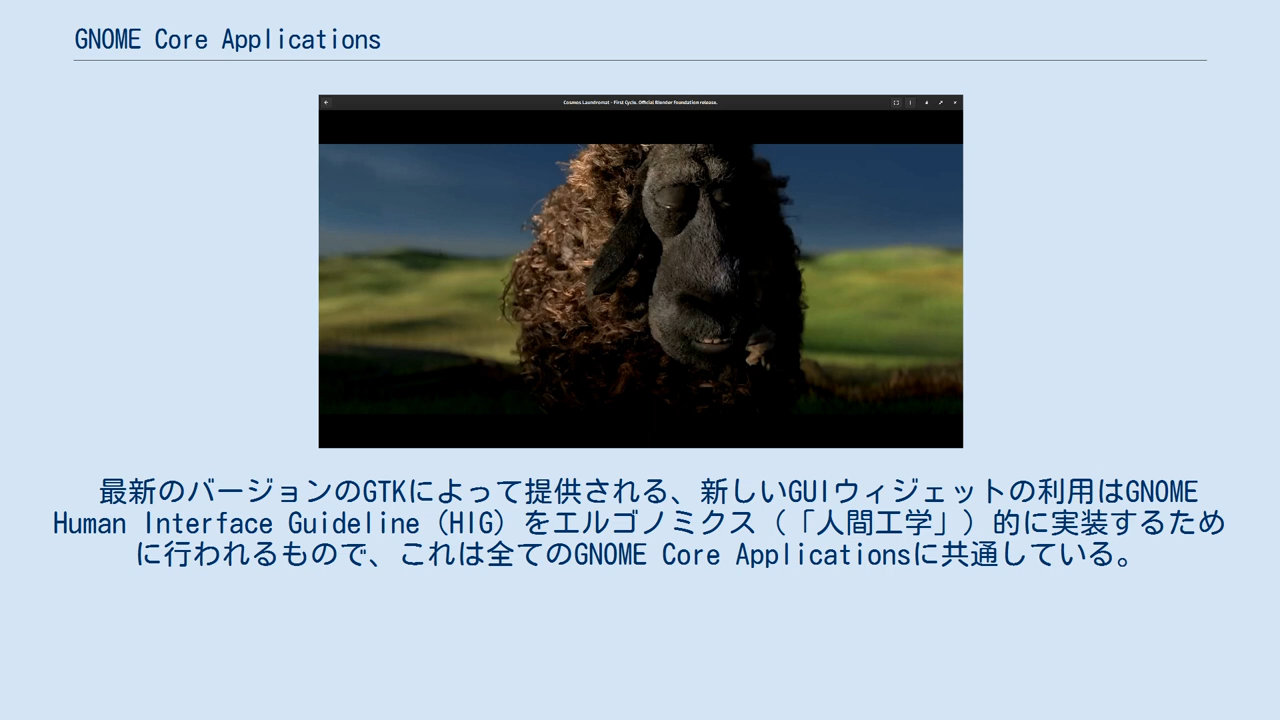 GNOME Core Applications
Cosmos Laundromat - First Cycle. Official Blender Foundation release.
最新のバージョンのGTKによって提供される、新しいGUIウィジェットの利用はGNOME
Human Interface Guideline（HIG）をエルゴノミクス（「人間工学」）的に実装するため
に行われるもので、これは全てのGNOME Core Applicationsに共通している。